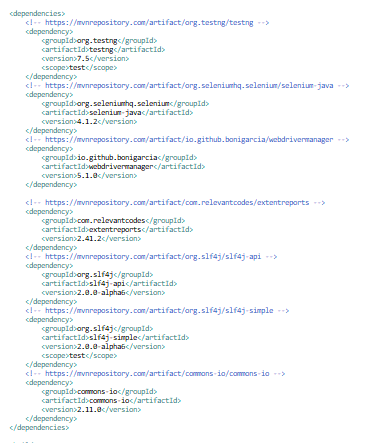 <dependencies>
<!-- https://mvnrepository.com/artifact/org.testng/testng -->
<dependency>
<groupId>org.testng</groupId>
<artifactId>testng</artifactId>
<version>7.5</version>
<scope>test</scope>
</dependency>
<!-- https://mvnrepository.com/artifact/org.seleniumhq.selenium/selenium-java -->
<dependency>
<groupId>org.seleniumhq.selenium</groupId>
<artifactId>selenium-java</artifactId>
<version>4.1.2</version>
</dependency>
<!-- https://mvnrepository.com/artifact/io.github.bonigarcia/webdrivermanager -->
<dependency>
<groupId>io.github.bonigarcia</groupId>
<artifactId>webdrivermanager</artifactId>
<version>5.1.0</version>
</dependency>
<!-- https://mvnrepository.com/artifact/com.relevantcodes/extentreports -->
<dependency>
<groupId>com.relevantcodes</groupId>
<artifactId>extentreports</artifactId>
<version>2.41.2</version>
</dependency>
<!-- https://mvnrepository.com/artifact/org.slf4j/slf4j-api -->
<dependency>
<groupId>org.slf4j</groupId>
<artifactId>slf4j-api</artifactId>
<version>2.0.0-alpha6</version>
</dependency>
<!-- https://mvnrepository.com/artifact/org.slf4j/slf4j-simple -->
<dependency>
<groupId>org.slf4j</groupId>
<artifactId>slf4j-simple</artifactId>
<version>2.0.0-alpha6</version>
<scope>test</scope>
</dependency>
<!-- https://mvnrepository.com/artifact/commons-io/commons-io -->
<dependency>
<groupId>commons-io</groupId>
<artifactId>commons-io</artifactId>
<version>2.11.0</version>
</dependency>
</dependencies>